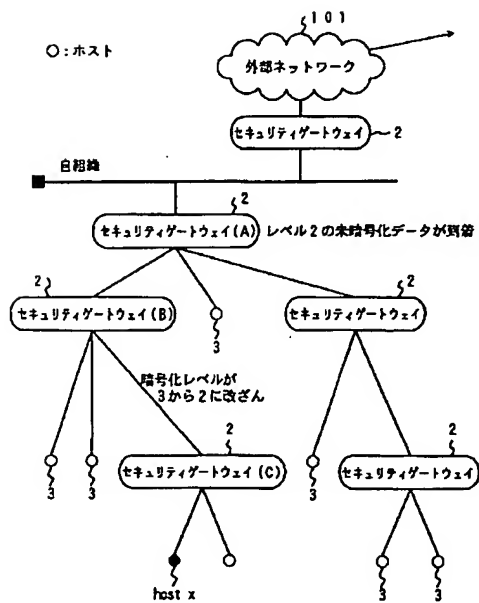 101
○:ホスト
外部ネットワーク
セキュリティゲートウェイ
2
自組織
2
セキュリティゲートウェイ(A)
レベル2の未暗号化データが到着
2
セキュリティゲートウェイ(B)
3
2
セキュリティゲートウェイ
暗号化レベルが
3から2に改ざん
3
3
2
セキュリティゲートウェイ(C)
3
2
セキュリティゲートウェイ
host x
3
3